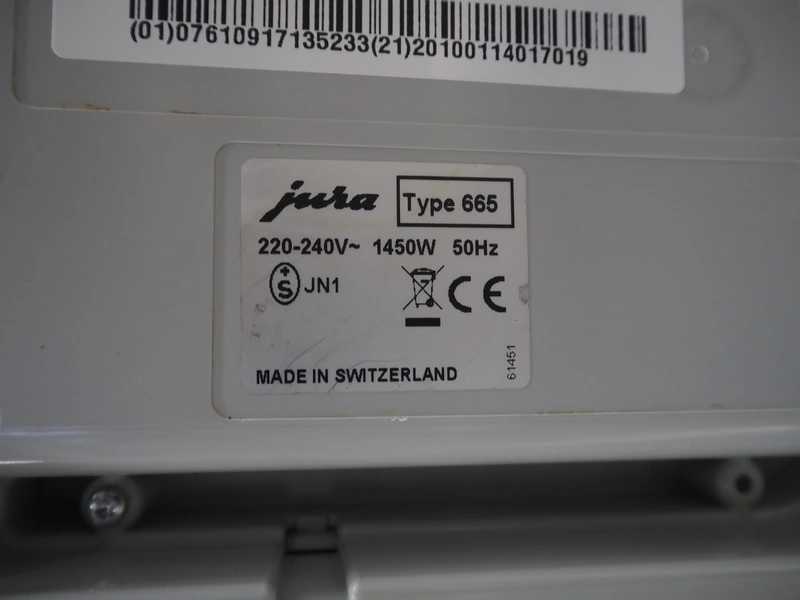 (01)07610917135233(21)20100114017019
jura Type 665
220-240V~ 1450W 50Hz
+S JN1
CE
MADE IN SWITZERLAND
61451